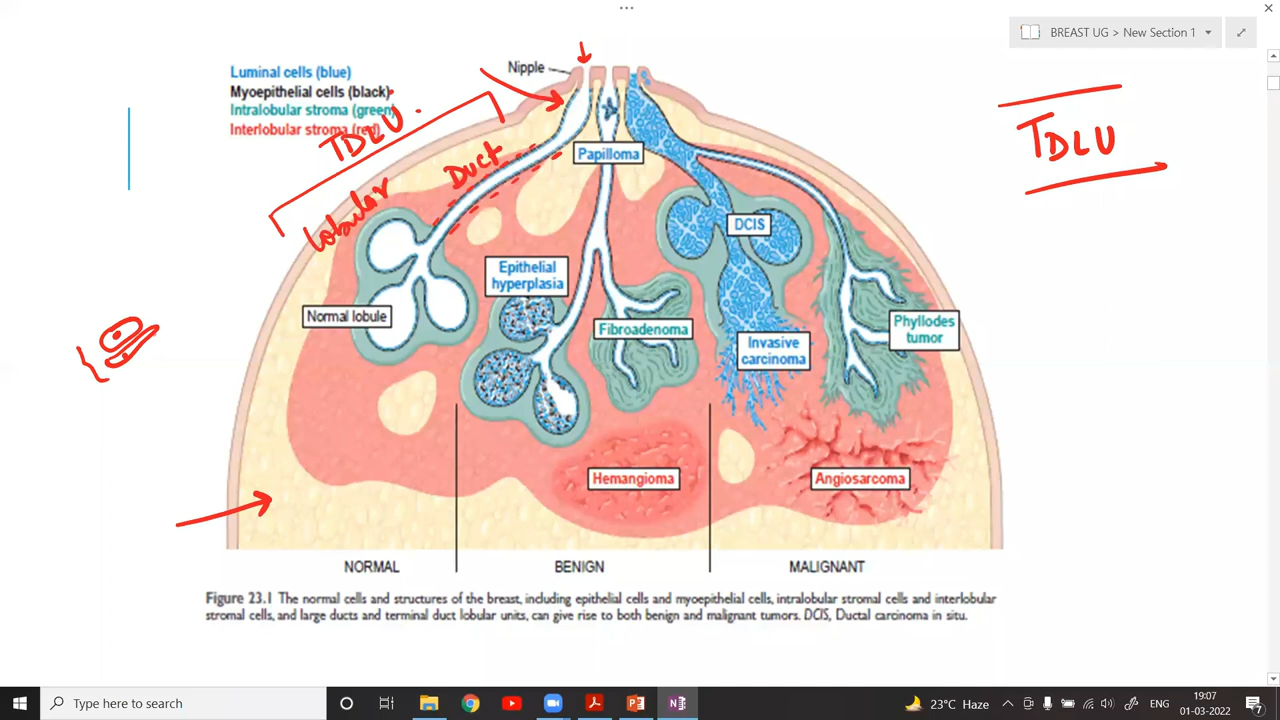 BREAST UG > New Section 1
Luminal cells (blue)
Myoepithelial cells (black)
Intralobular stroma (green)
Interlobular stroma (red)
Nipple
TDLU
TDLU
Duct
lobular
Papilloma
DCIS
Epithelial
hyperplasia
Normal lobule
Fibroadenoma
Invasive
carcinoma
Phyllodes
tumor
Hemangioma
Angiosarcoma
NORMAL
BENIGN
MALIGNANT
Figure 23.1 The normal cells and structures of the breast, including epithelial cells and myoepithelial cells, intralobular stromal cells and interlobular
stromal cells, and large ducts and terminal duct lobular units, can give rise to both benign and malignant tumors. DCIS, Ductal carcinoma in situ.
Type here to search
23°C Haze
ENG
19:07
01-03-2022
7